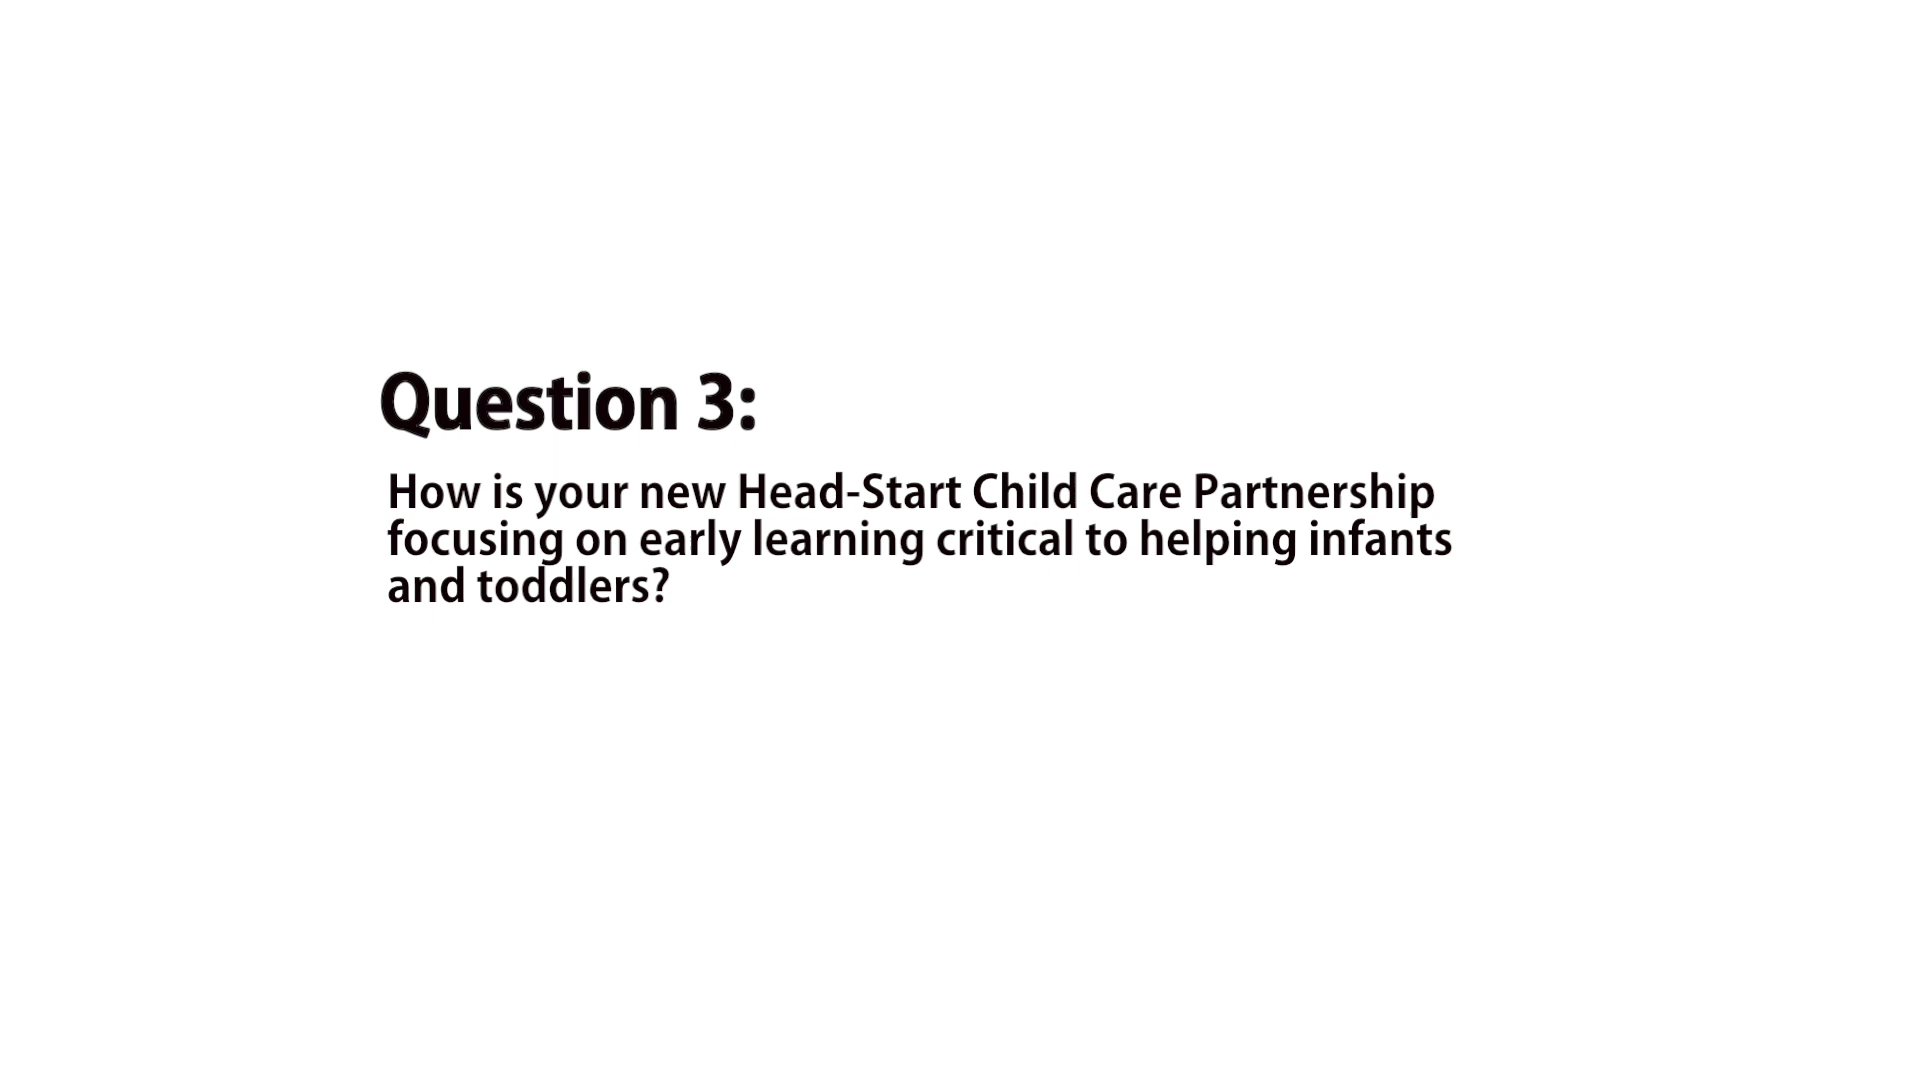 Question 3:
How is your new Head-Start Child Care Partnership
focusing on early learning critical to helping infants
and toddlers?